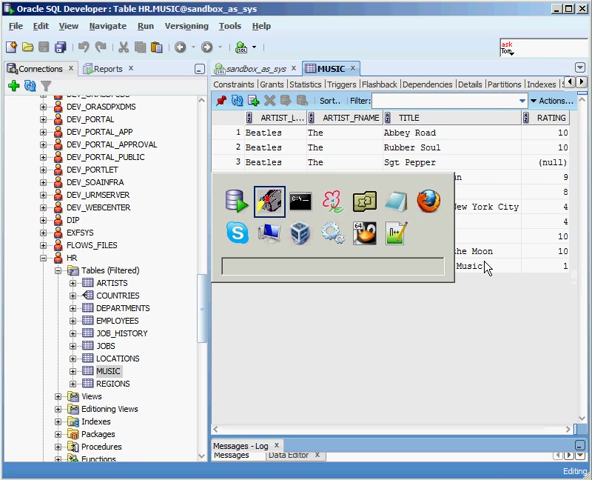 Oracle SQL Developer : Table HR.MUSIC@sandbox_as_sys
File Edit View Navigate Run Versioning Tools Help
ask
Tom
Connections Reports
sandbox_as_sys MUSIC
Constraints Grants Statistics Triggers Flashback Dependencies Details Partitions Indexes
Sort.. Filter: Actions...
ARTIST_L... ARTIST_FNAME TITLE RATING
1 Beatles The Abbey Road 10
2 Beatles The Rubber Soul 10
3 Beatles The Sgt Pepper (null)
in 9
8
New York City 4
4
10
the Moon 10
Music 1
DEV_ORASDPXDMS
DEV_PORTAL
DEV_PORTAL_APP
DEV_PORTAL_APPROVAL
DEV_PORTAL_PUBLIC
DEV_PORTLET
DEV_SOAINFRA
DEV_URMSERVER
DEV_WEBCENTER
DIP
EXFSYS
FLOWS_FILES
HR
Tables (Filtered)
ARTISTS
COUNTRIES
DEPARTMENTS
EMPLOYEES
JOB_HISTORY
JOBS
LOCATIONS
MUSIC
REGIONS
Views
Editioning Views
Indexes
Packages
Procedures
Functions
64
Messages - Log
Messages Data Editor
Editing